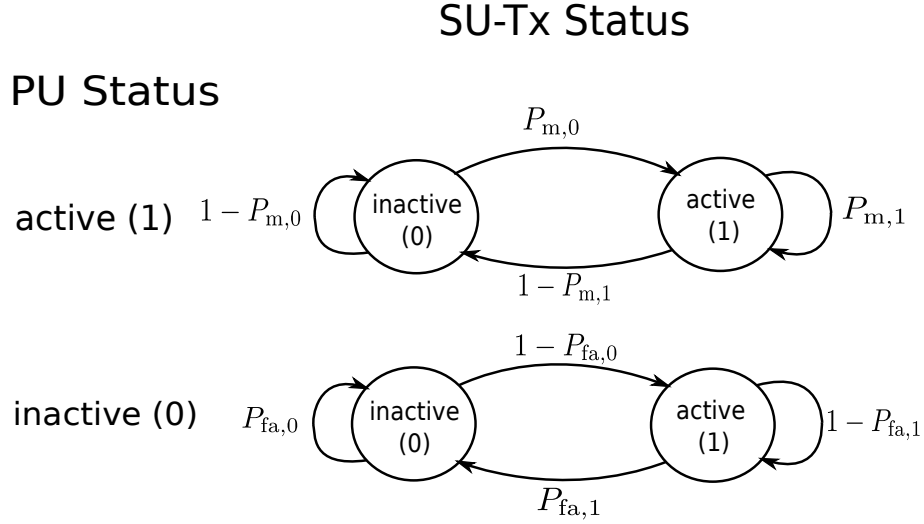 SU-Tx Status
PU Status
P_{m,0}
active (1)
1 − P_{m,0}
inactive
(0)
active
(1)
P_{m,1}
1 − P_{m,1}
1 − P_{fa,0}
inactive (0)
P_{fa,0}
inactive
(0)
active
(1)
1 − P_{fa,1}
P_{fa,1}